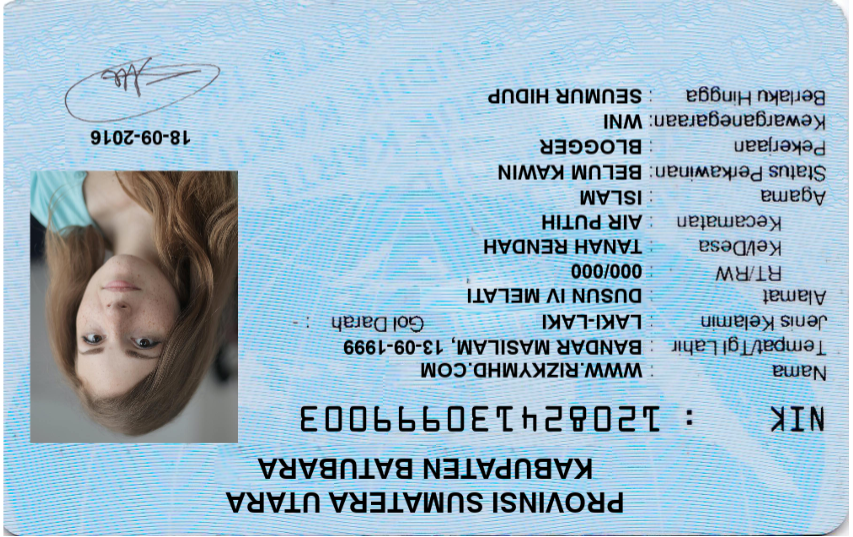 PROVINSI SUMATERA UTARA
KABUPATEN BATUBARA
NIK : 120824130999003
Nama : WWW.RIZKYMHD.COM
Tempat/Tgl Lahir : BANDAR MASILAM, 13-09-1999
Jenis Kelamin : LAKI-LAKI Gol Darah : -
Alamat : DUSUN IV MELATI
RT/RW : 000/000
Kel/Desa : TANAH RENDAH
Kecamatan : AIR PUTIH
Agama : ISLAM
Status Perkawinan: BELUM KAWIN
Pekerjaan : BLOGGER
Kewarganegaraan: WNI
Berlaku Hingga : SEUMUR HIDUP
18-09-2016